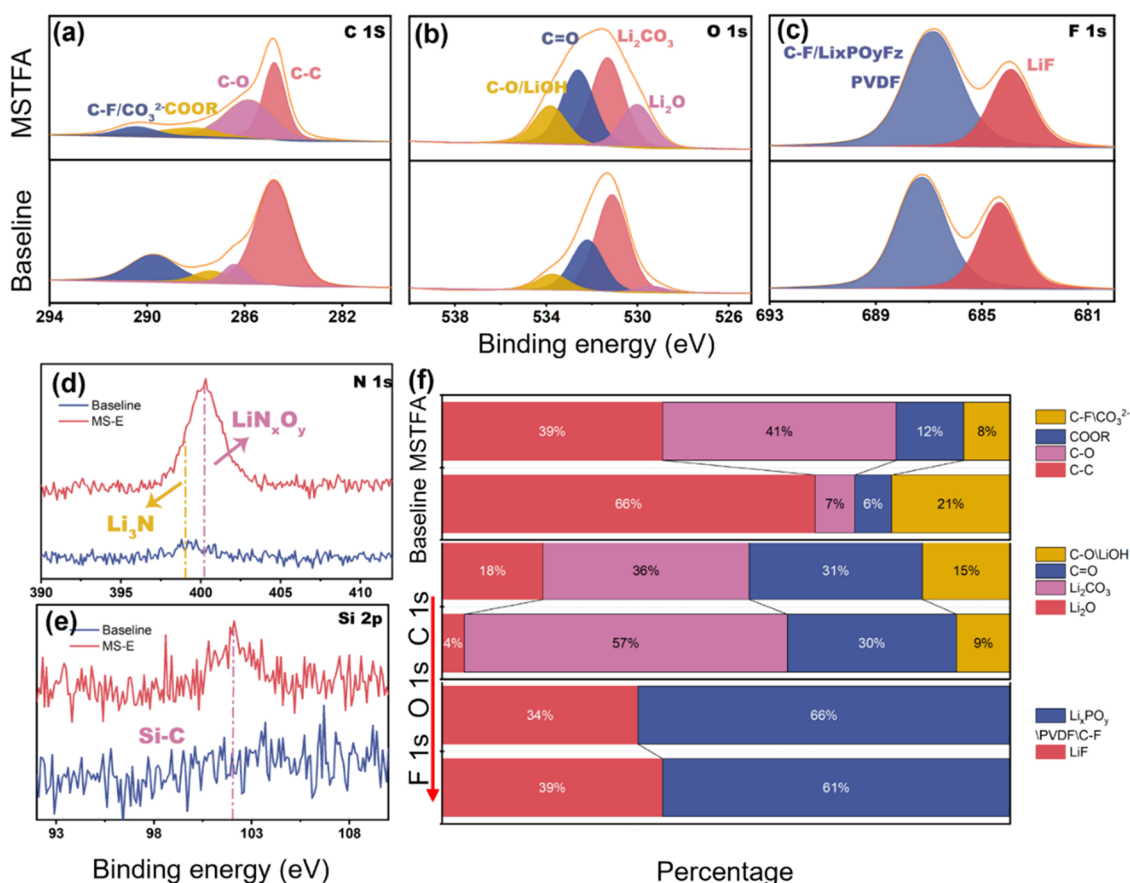 (a)
C 1S
MSTFA
C-F/CO₃²⁻
COOR
C-O
C-C
(b)
O 1s
C=O
Li₂CO₃
C-O/LiOH
Li₂O
(c)
F 1s
C-F/LixPOyFz
PVDF
LiF
Baseline
294 290 285 282
538 534 530 526
693 689 685 681
Binding energy (eV)
(d)
N 1s
Baseline
MS-E
LiNₓOᵧ
Li₃N
390 395 400 405 410
(e)
Si 2p
Baseline
MS-E
Si-C
93 98 103 108
Binding energy (eV)
(f)
Baseline MSTFA
F 1s O 1s C 1s
39% 41% 12% 8%
66% 7% 6% 21%
18% 36% 31% 15%
4% 57% 30% 9%
34% 66%
39% 61%
C-F\CO₃²⁻
COOR
C-O
C-C
C-O\LiOH
C=O
Li₂CO₃
Li₂O
LiₓPOᵧ
\PVDF\C-F
LiF
Percentage